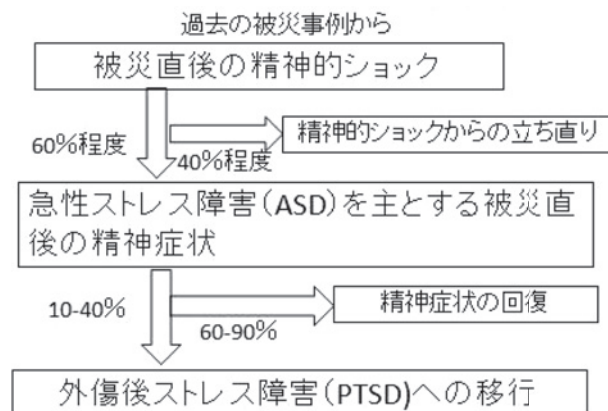 過去の被災事例から
被災直後の精神的ショック
60%程度
40%程度
精神的ショックからの立ち直り
急性ストレス障害(ASD)を主とする被災直
後の精神症状
10-40%
60-90%
精神症状の回復
外傷後ストレス障害(PTSD)への移行